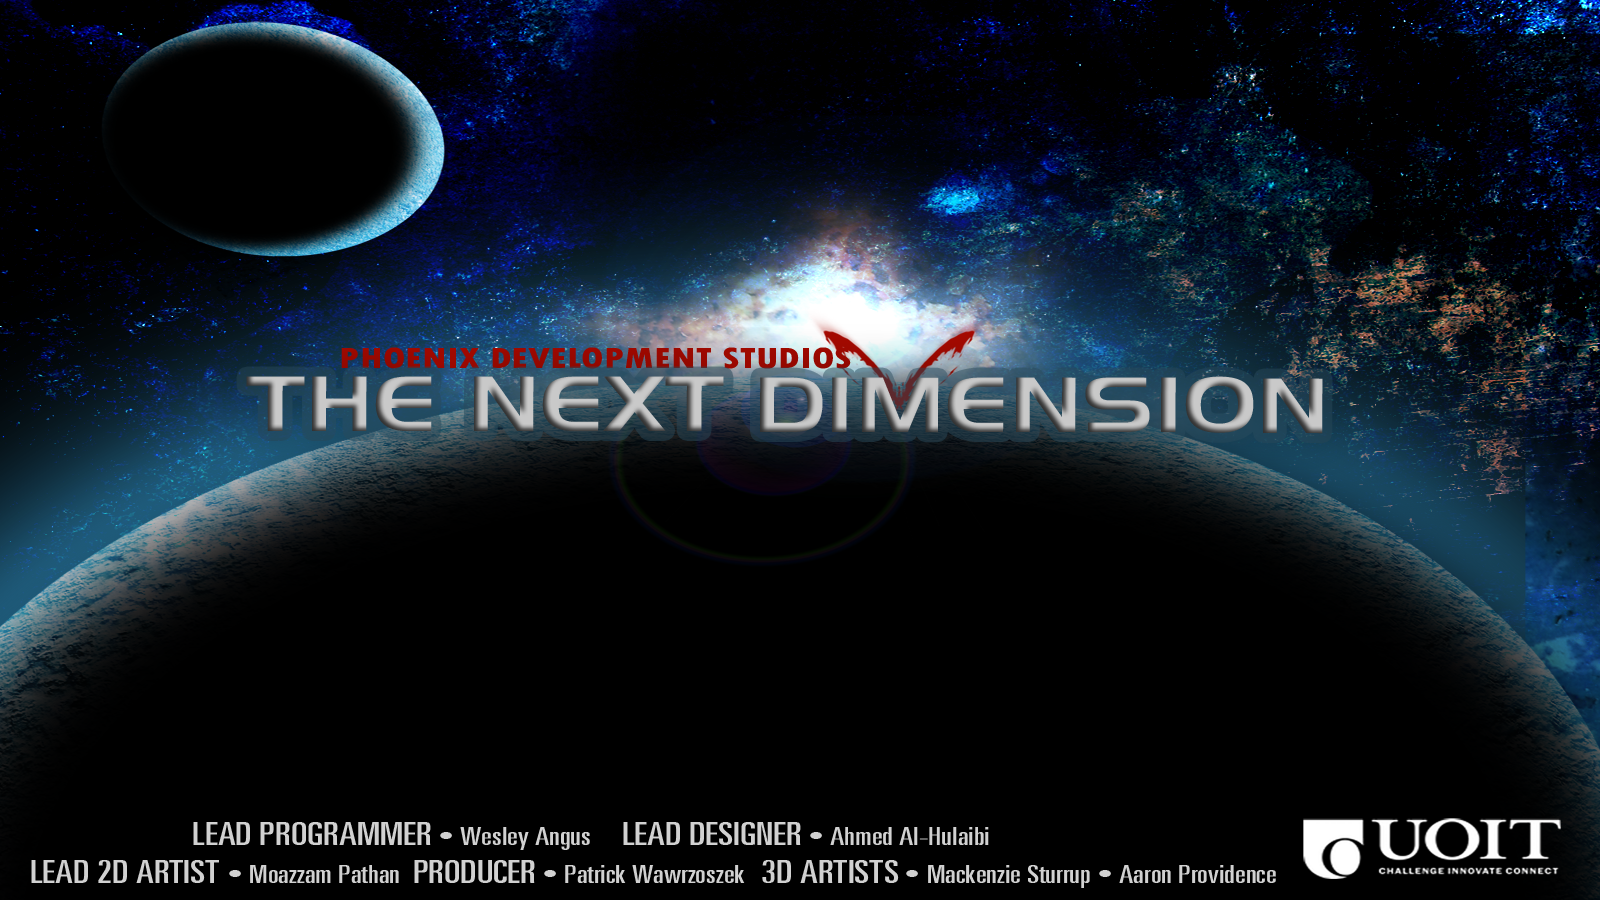 PHOENIX DEVELOPMENT STUDIOS
THE NEXT DIMENSION
LEAD PROGRAMMER • Wesley Angus LEAD DESIGNER • Ahmed Al-Hulaibi
LEAD 2D ARTIST • Moazzam Pathan PRODUCER • Patrick Wawrzoszek 3D ARTISTS • Mackenzie Sturrup • Aaron Providence
UOIT
CHALLENGE INNOVATE CONNECT